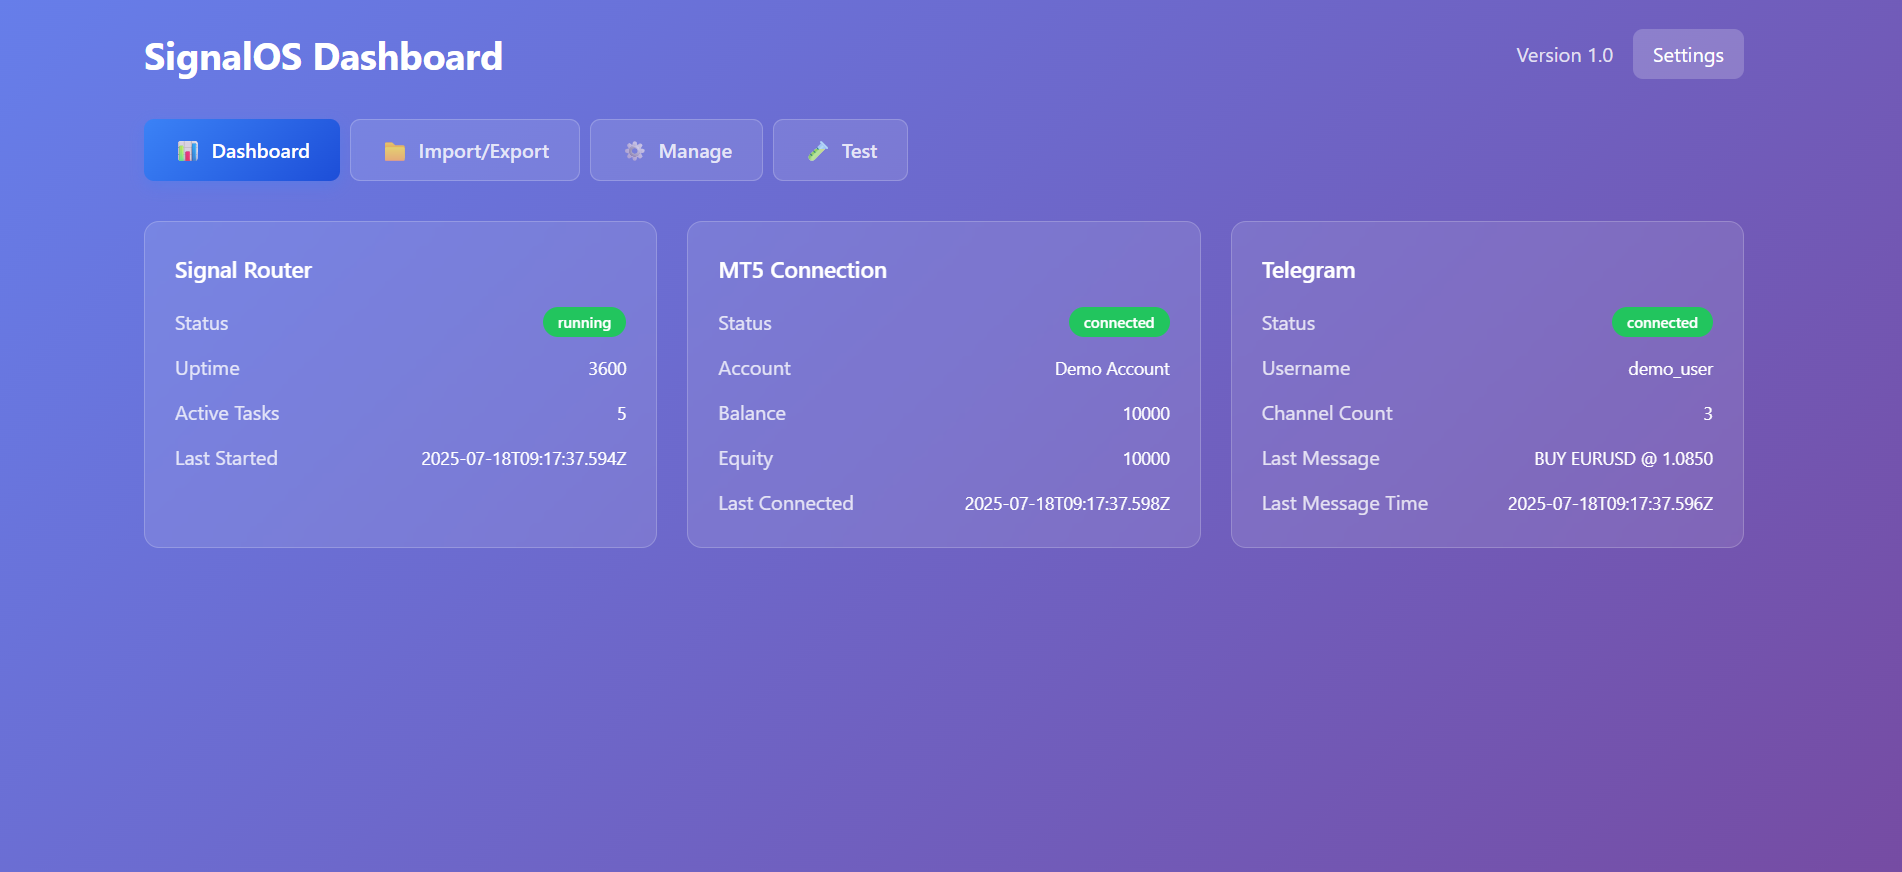 SignalOS Dashboard
Version 1.0
Settings
Dashboard
Import/Export
Manage
Test
Signal Router
Status running
Uptime 3600
Active Tasks 5
Last Started 2025-07-18T09:17:37.594Z
MT5 Connection
Status connected
Account Demo Account
Balance 10000
Equity 10000
Last Connected 2025-07-18T09:17:37.598Z
Telegram
Status connected
Username demo_user
Channel Count 3
Last Message BUY EURUSD @ 1.0850
Last Message Time 2025-07-18T09:17:37.596Z